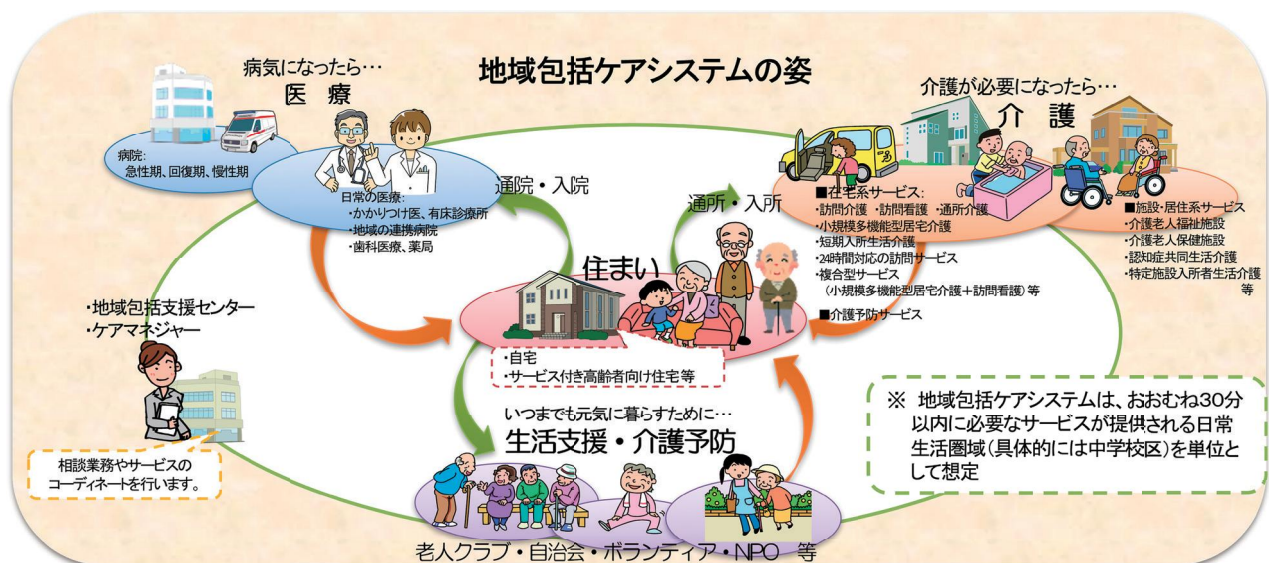 地域包括ケアシステムの姿
病気になったら…
医 療
病院:
急性期、回復期、慢性期
日常の医療:
・かかりつけ医、有床診療所
・地域の連携病院
・歯科医療、薬局
通院・入院
通所・入所
介護が必要になったら…
介 護
■在宅系サービス:
・訪問介護 ・訪問看護 ・通所介護
・小規模多機能型居宅介護
・短期入所生活介護
・24時間対応の訪問サービス
・複合型サービス
(小規模多機能型居宅介護+訪問看護)等
■介護予防サービス
■施設・居住系サービス
・介護老人福祉施設
・介護老人保健施設
・認知症共同生活介護
・特定施設入所者生活介護
等
住まい
・自宅
・サービス付き高齢者向け住宅等
・地域包括支援センター
・ケアマネジャー
相談業務やサービスの
コーディネートを行います。
いつまでも元気に暮らすために…
生活支援・介護予防
老人クラブ・自治会・ボランティア・NPO 等
※ 地域包括ケアシステムは、おおむね30分
以内に必要なサービスが提供される日常
生活圏域(具体的には中学校区)を単位と
して想定